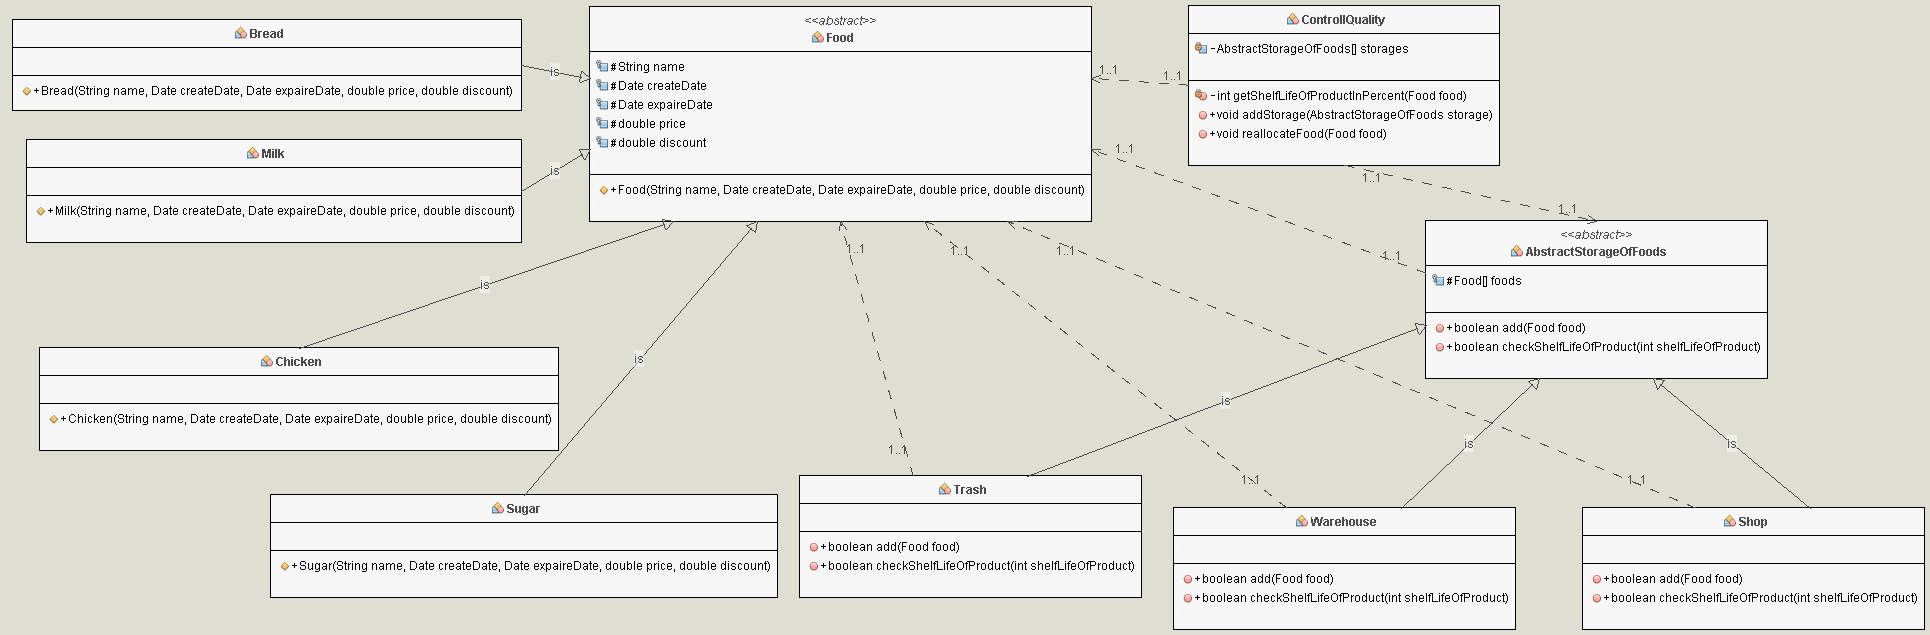 Bread
+Bread(String name, Date createDate, Date expaireDate, double price, double discount)
Milk
+Milk(String name, Date createDate, Date expaireDate, double price, double discount)
<<abstract>>
Food
#String name
#Date createDate
#Date expaireDate
#double price
#double discount
+Food(String name, Date createDate, Date expaireDate, double price, double discount)
ControllQuality
-AbstractStorageOfFoods[] storages
-int getShelfLifeOfProductInPercent(Food food)
+void addStorage(AbstractStorageOfFoods storage)
+void reallocateFood(Food food)
is
is
1..1
1..1
1..1
1..1
1..1
1..1
<<abstract>>
AbstractStorageOfFoods
#Food[] foods
+boolean add(Food food)
+boolean checkShelfLifeOfProduct(int shelfLifeOfProduct)
1..1
1..1
1..1
is
is
Chicken
+Chicken(String name, Date createDate, Date expaireDate, double price, double discount)
is
is
is
1..1
1..1
1..1
Sugar
+Sugar(String name, Date createDate, Date expaireDate, double price, double discount)
Trash
+boolean add(Food food)
+boolean checkShelfLifeOfProduct(int shelfLifeOfProduct)
Warehouse
+boolean add(Food food)
+boolean checkShelfLifeOfProduct(int shelfLifeOfProduct)
Shop
+boolean add(Food food)
+boolean checkShelfLifeOfProduct(int shelfLifeOfProduct)